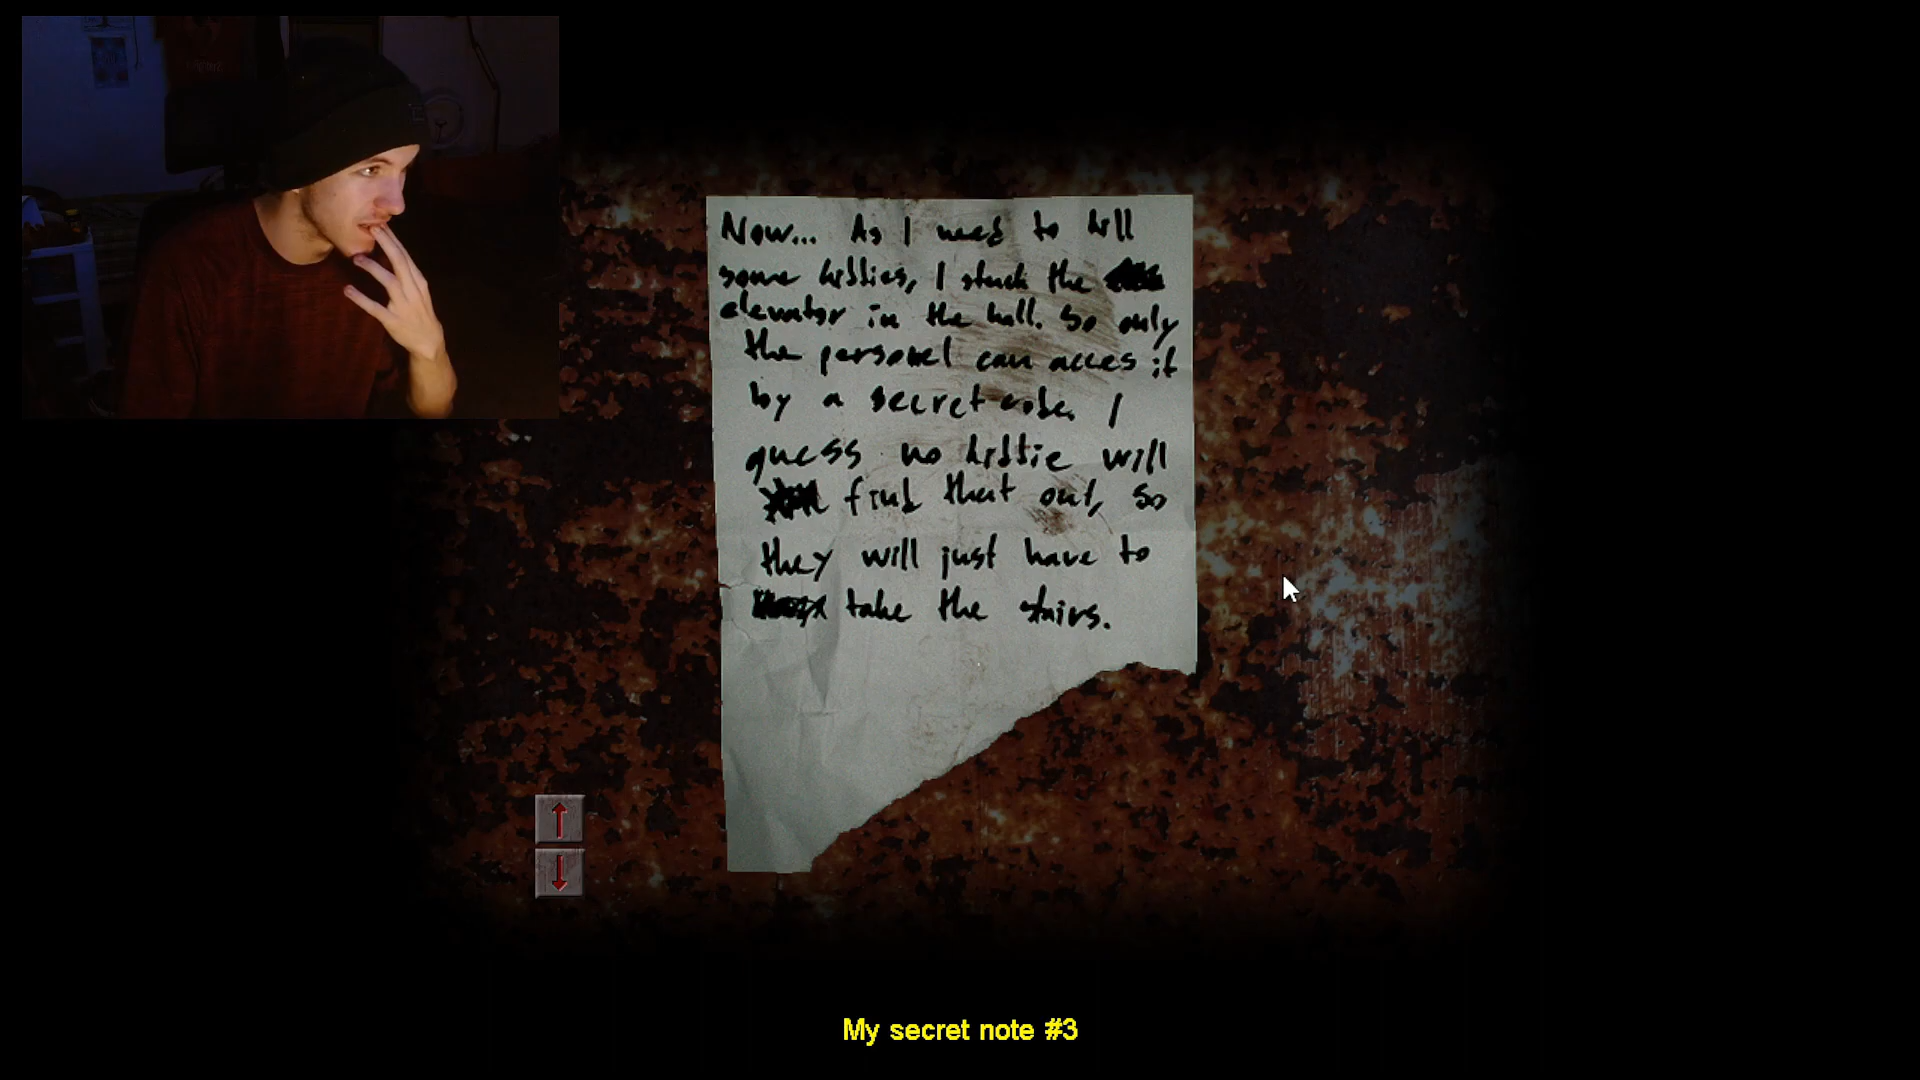 Now... As I need to kill
some kiddies, I stuck the
elevator in the hall. So only
the personel can acces it
by a secret code. I
guess no kiddie will
find that out, so
they will just have to
take the stairs.
My secret note #3